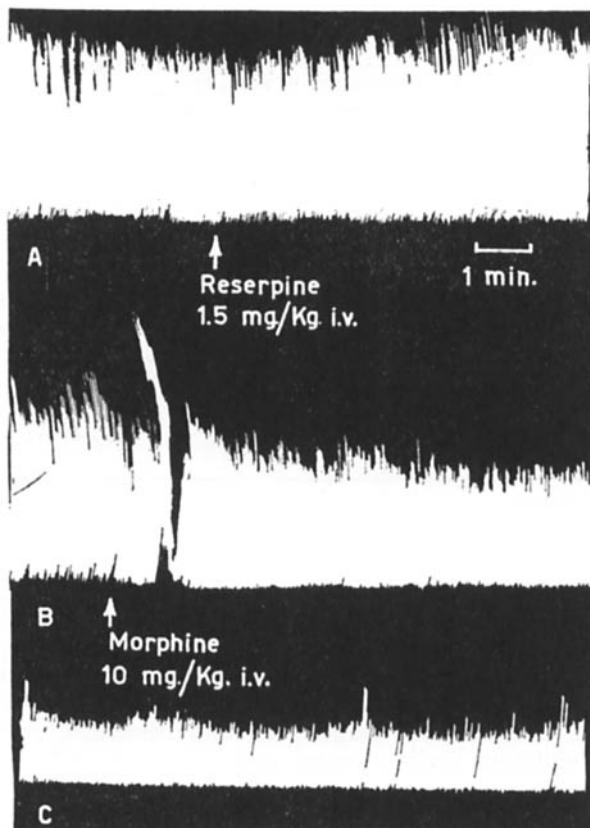 A
Reserpine
1.5 mg/Kg. i.v.
1 min.
B
Morphine
10 mg/Kg. i.v.
C